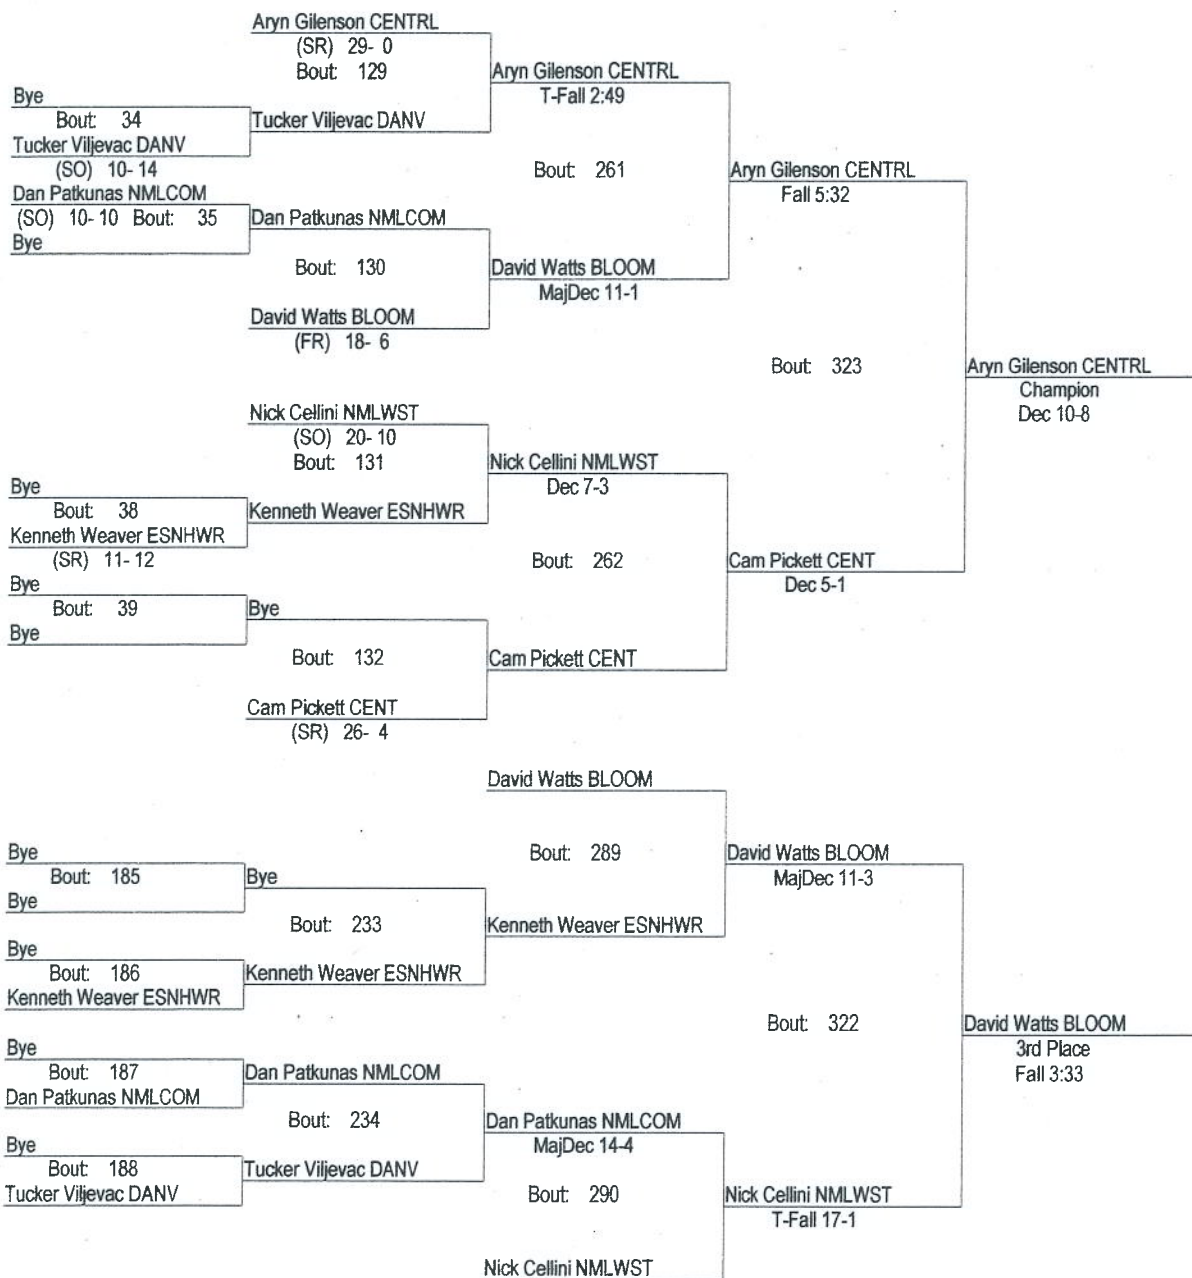 Aryn Gilenson CENTRL
(SR) 29- 0
Bout: 129
Aryn Gilenson CENTRL
T-Fall 2:49
Bye
Bout: 34
Tucker Viljevac DANV
Tucker Viljevac DANV
(SO) 10- 14
Bout: 261
Aryn Gilenson CENTRL
Fall 5:32
Dan Patkunas NMLCOM
(SO) 10- 10 Bout: 35
Dan Patkunas NMLCOM
Bye
Bout: 130
David Watts BLOOM
MajDec 11-1
David Watts BLOOM
(FR) 18- 6
Bout: 323
Aryn Gilenson CENTRL
Champion
Dec 10-8
Nick Cellini NMLWST
(SO) 20- 10
Bout: 131
Nick Cellini NMLWST
Dec 7-3
Bye
Bout: 38
Kenneth Weaver ESNHWR
Kenneth Weaver ESNHWR
(SR) 11- 12
Bout: 262
Cam Pickett CENT
Dec 5-1
Bye
Bout: 39
Bye
Bye
Bout: 132
Cam Pickett CENT
Cam Pickett CENT
(SR) 26- 4
David Watts BLOOM
Bout: 289
David Watts BLOOM
MajDec 11-3
Bye
Bout: 185
Bye
Bye
Bout: 233
Kenneth Weaver ESNHWR
Bye
Bout: 186
Kenneth Weaver ESNHWR
Kenneth Weaver ESNHWR
Bout: 322
David Watts BLOOM
3rd Place
Fall 3:33
Bye
Bout: 187
Dan Patkunas NMLCOM
Dan Patkunas NMLCOM
Bout: 234
Dan Patkunas NMLCOM
MajDec 14-4
Bye
Bout: 188
Tucker Viljevac DANV
Tucker Viljevac DANV
Bout: 290
Nick Cellini NMLWST
T-Fall 17-1
Nick Cellini NMLWST